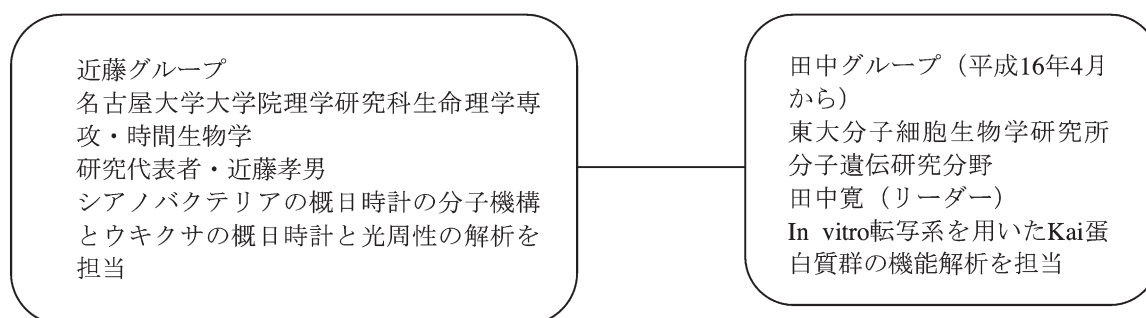 近藤グループ
名古屋大学大学院理学研究科生命理学専
攻・時間生物学
研究代表者・近藤孝男
シアノバクテリアの概日時計の分子機構
とウキクサの概日時計と光周性の解析を
担当
田中グループ（平成16年4月
から）
東大分子細胞生物学研究所
分子遺伝研究分野
田中寛（リーダー）
In vitro転写系を用いたKai蛋
白質群の機能解析を担当